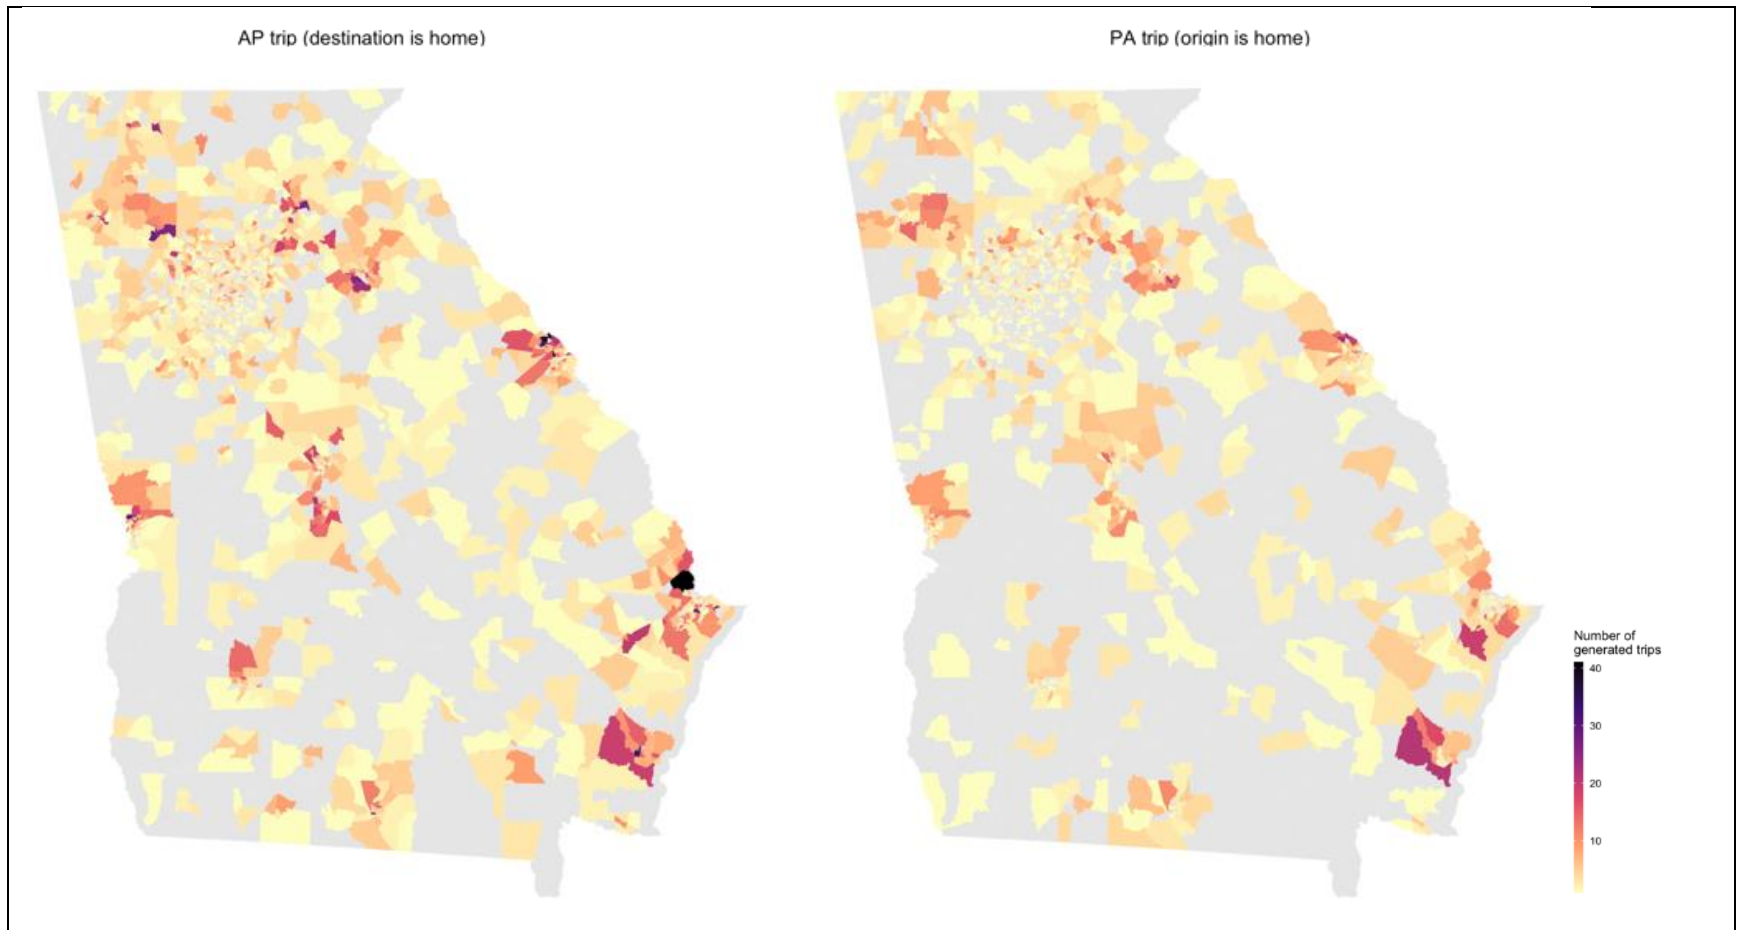 AP trip (destination is home)
PA trip (origin is home)
Number of
generated trips
40
30
20
10